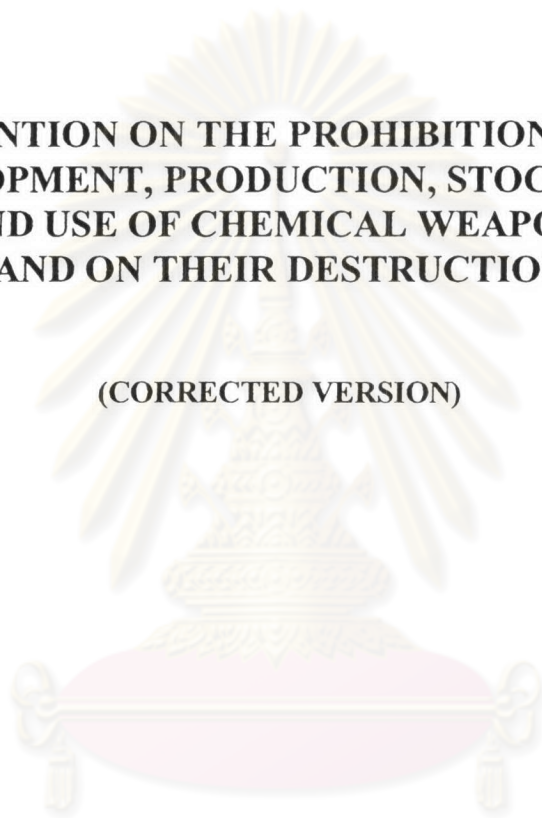 NTION ON THE PROHIBITION
OPMENT, PRODUCTION, STOC
ND USE OF CHEMICAL WEAPO
AND ON THEIR DESTRUCTIO
(CORRECTED VERSION)